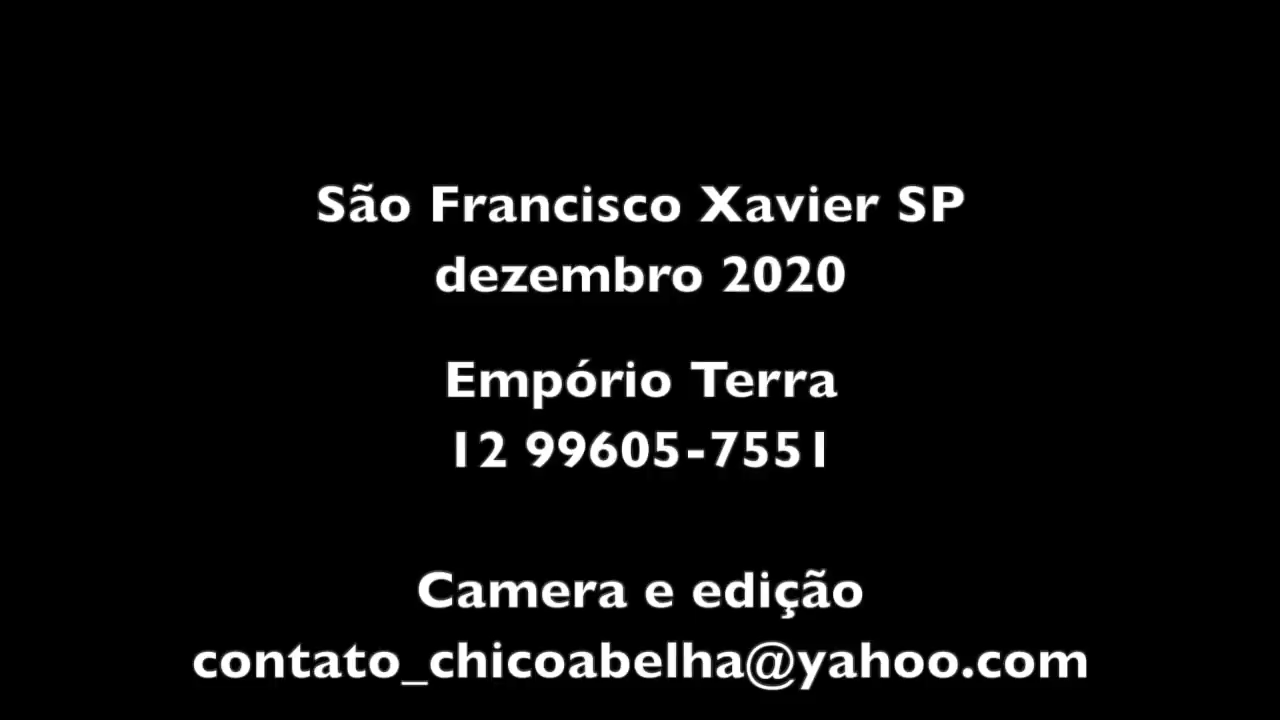 São Francisco Xavier SP
dezembro 2020
Empório Terra
12 99605-7551
Camera e edição
contato_chicoabelha@yahoo.com